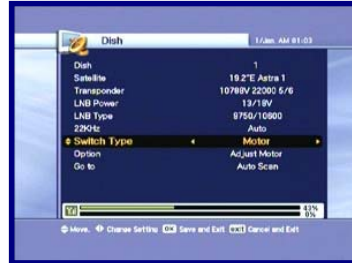 Dish
1/Jan. AM 01:03
Dish 1
Satellite 19.2°E Astra 1
Transponder 10788V 22000 5/6
LNB Power 13/18V
LNB Type 9750/10600
22KHz Auto
Switch Type Motor
Option Adjust Motor
Go to Auto Scan
43%
0%
Move. Change Setting OK Save and Exit exit Cancel and Exit